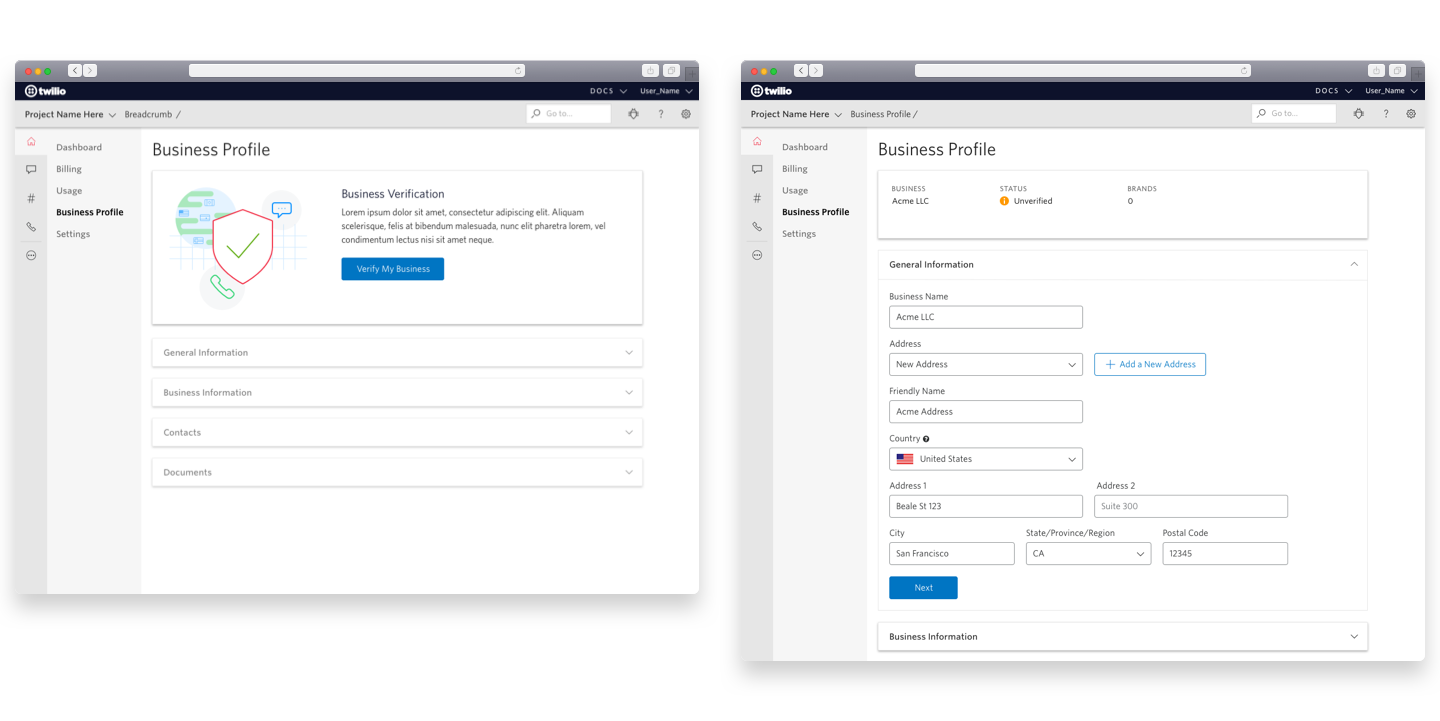 twilio
DOCS
User_Name
Project Name Here
Breadcrumb /
Go to...
?
#
Dashboard
Billing
Usage
Business Profile
Settings
Business Profile
Business Verification
Lorem ipsum dolor sit amet, consectetur adipiscing elit. Aliquam
scelerisque, felis at bibendum malesuada, nunc elit pharetra lorem, vel
condimentum lectus nisi sit amet neque.
Verify My Business
General Information
Business Information
Contacts
Documents
twilio
DOCS
User_Name
Project Name Here
Business Profile /
Go to...
?
#
Dashboard
Billing
Usage
Business Profile
Settings
Business Profile
BUSINESS
Acme LLC
STATUS
Unverified
BRANDS
0
General Information
Business Name
Acme LLC
Address
New Address
+ Add a New Address
Friendly Name
Acme Address
Country ?
United States
Address 1
Beale St 123
Address 2
Suite 300
City
San Francisco
State/Province/Region
CA
Postal Code
12345
Next
Business Information